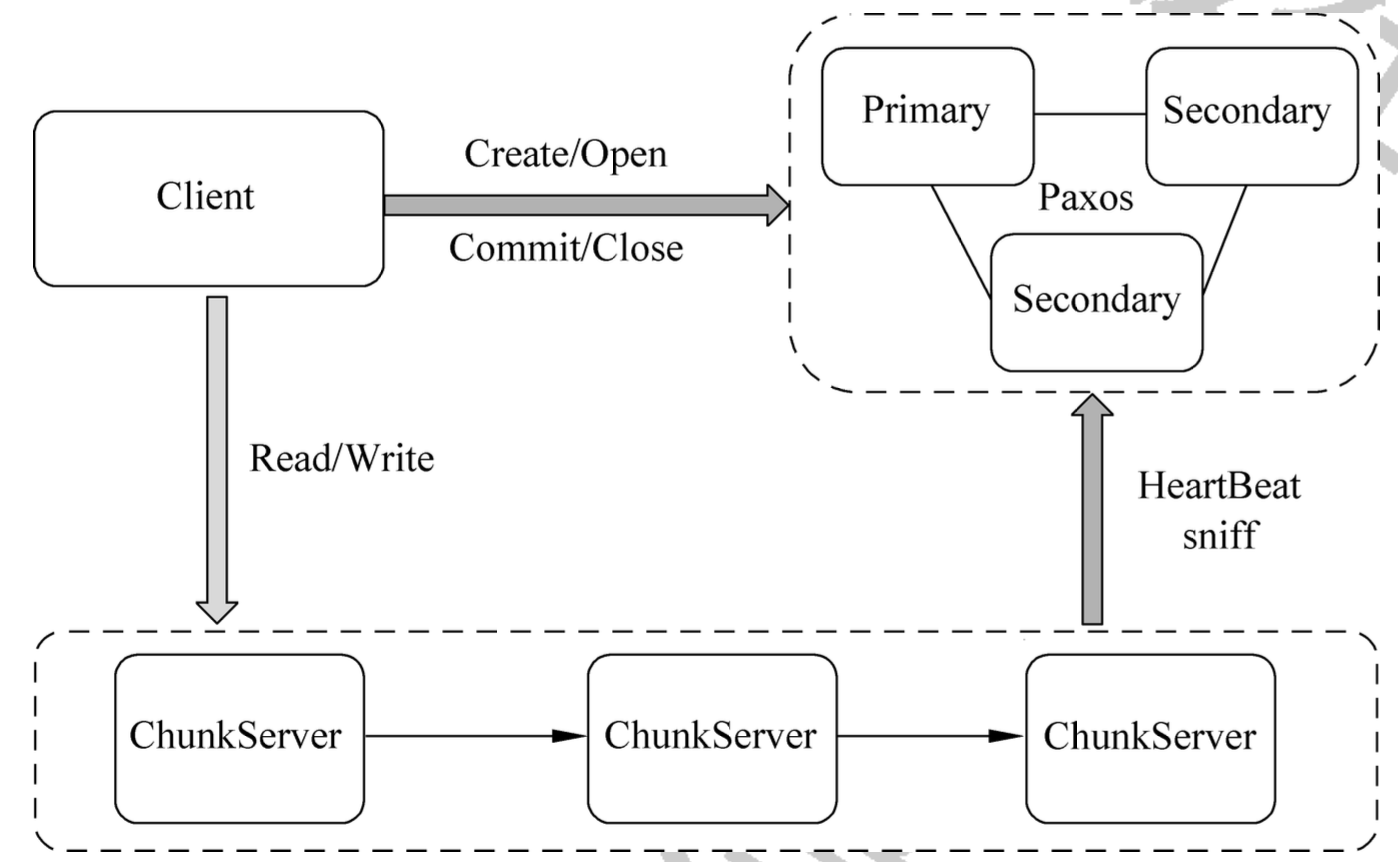 Primary
Secondary
Client
Create/Open
Paxos
Commit/Close
Secondary
Read/Write
HeartBeat
sniff
ChunkServer
ChunkServer
ChunkServer